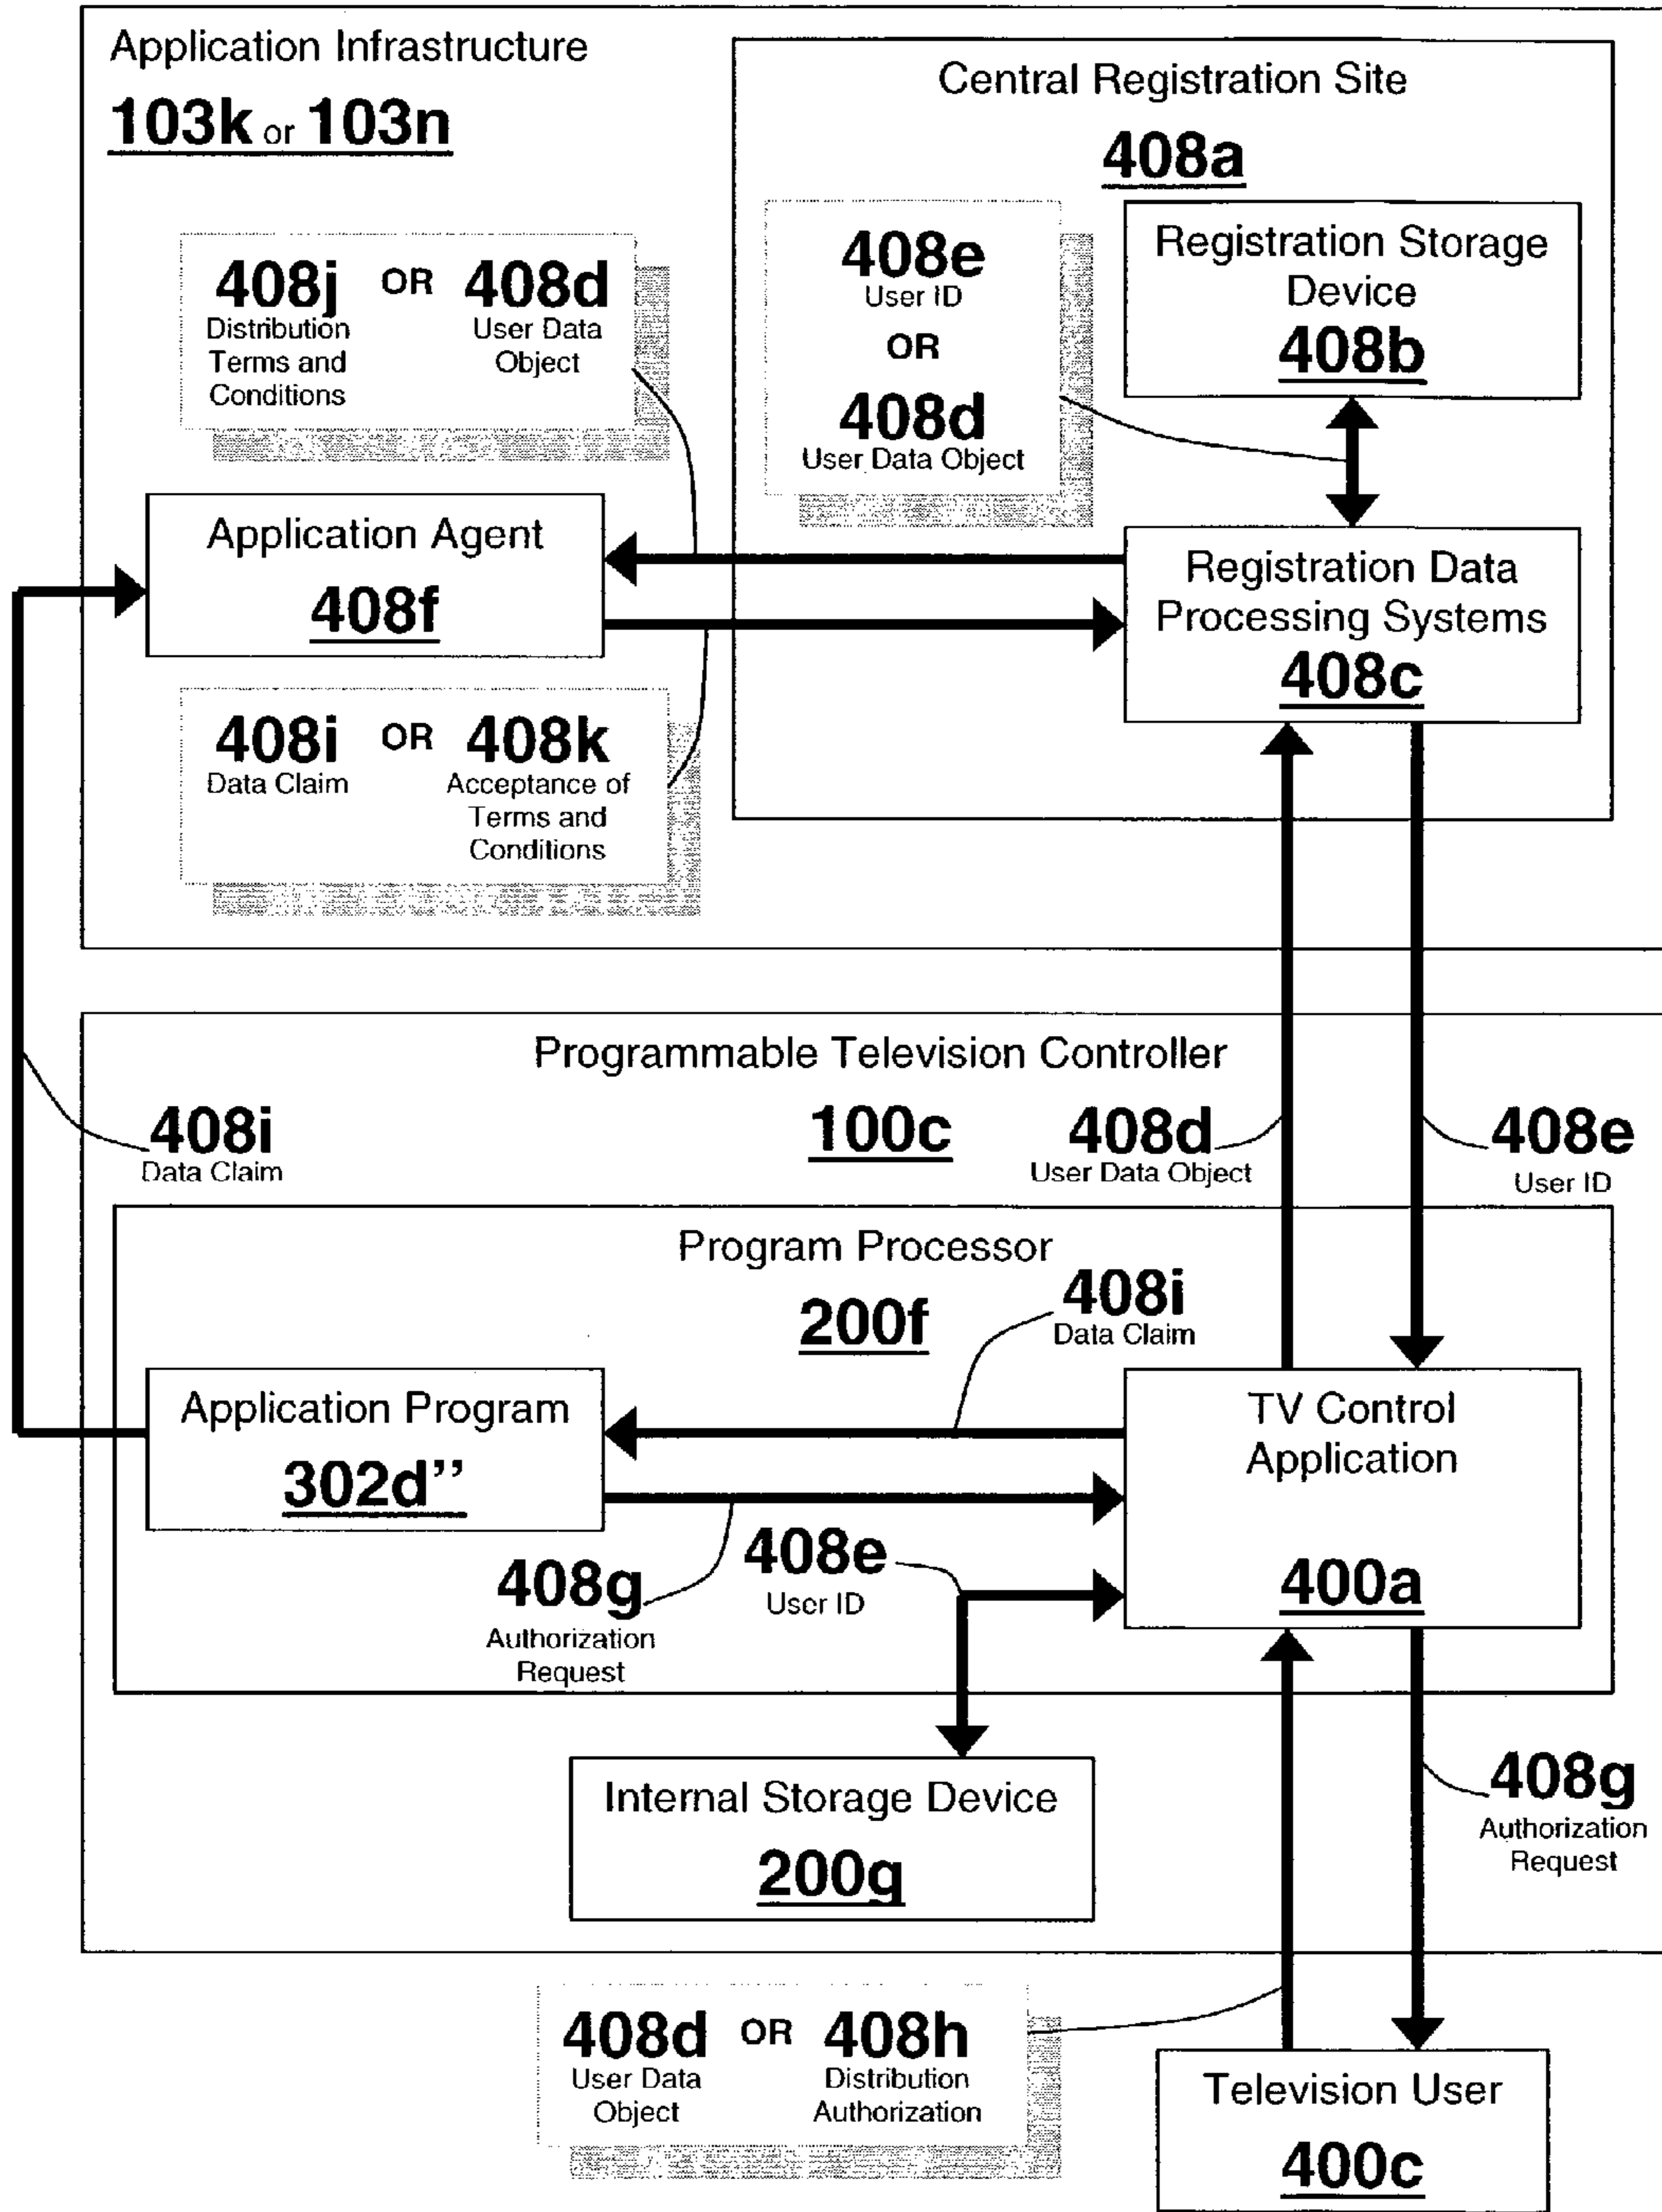 Application Infrastructure
103k or 103n
Central Registration Site
408a
408j OR 408d
Distribution
Terms and
Conditions
User Data
Object
408e
User ID
OR
408d
User Data Object
Registration Storage
Device
408b
Application Agent
408f
Registration Data
Processing Systems
408c
408i OR 408k
Data Claim
Acceptance of
Terms and
Conditions
Programmable Television Controller
100c
408i
Data Claim
408d
User Data Object
408e
User ID
Program Processor
200f
408i
Data Claim
Application Program
302d’’
TV Control
Application
400a
408g
Authorization
Request
408e
User ID
Internal Storage Device
200g
408g
Authorization
Request
408d OR 408h
User Data
Object
Distribution
Authorization
Television User
400c